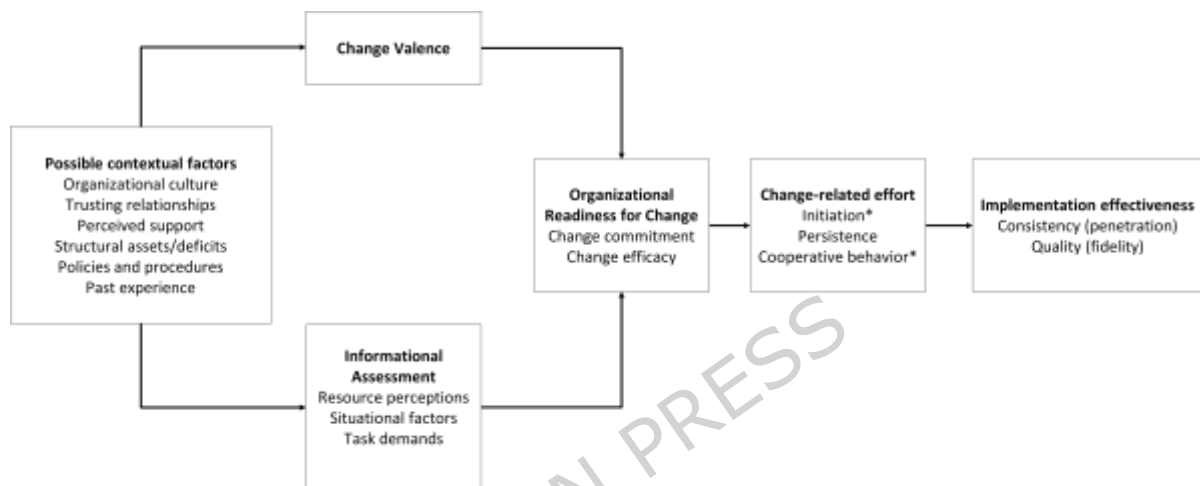 Change Valence
Possible contextual factors
Organizational culture
Trusting relationships
Perceived support
Structural assets/deficits
Policies and procedures
Past experience
Informational
Assessment
Resource perceptions
Situational factors
Task demands
Organizational
Readiness for Change
Change commitment
Change efficacy
Change-related effort
Initiation*
Persistence
Cooperative behavior*
Implementation effectiveness
Consistency (penetration)
Quality (fidelity)
N PRESS